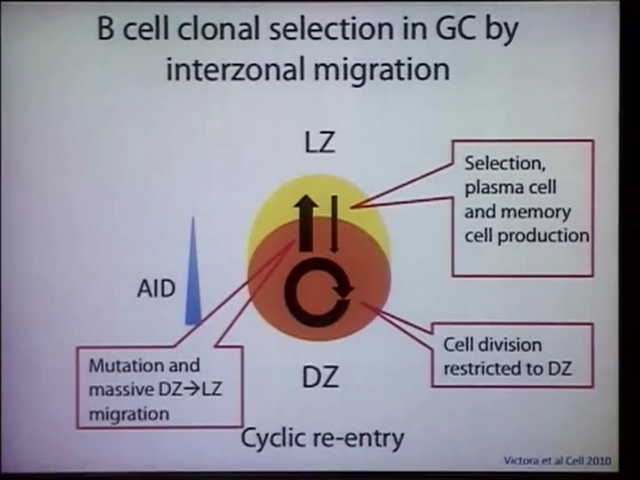 B cell clonal selection in GC by
interzonal migration
LZ
Selection,
plasma cell
and memory
cell production
AID
Cell division
restricted to DZ
Mutation and
massive DZ→LZ
migration
DZ
Cyclic re-entry
Victora et al Cell 2010